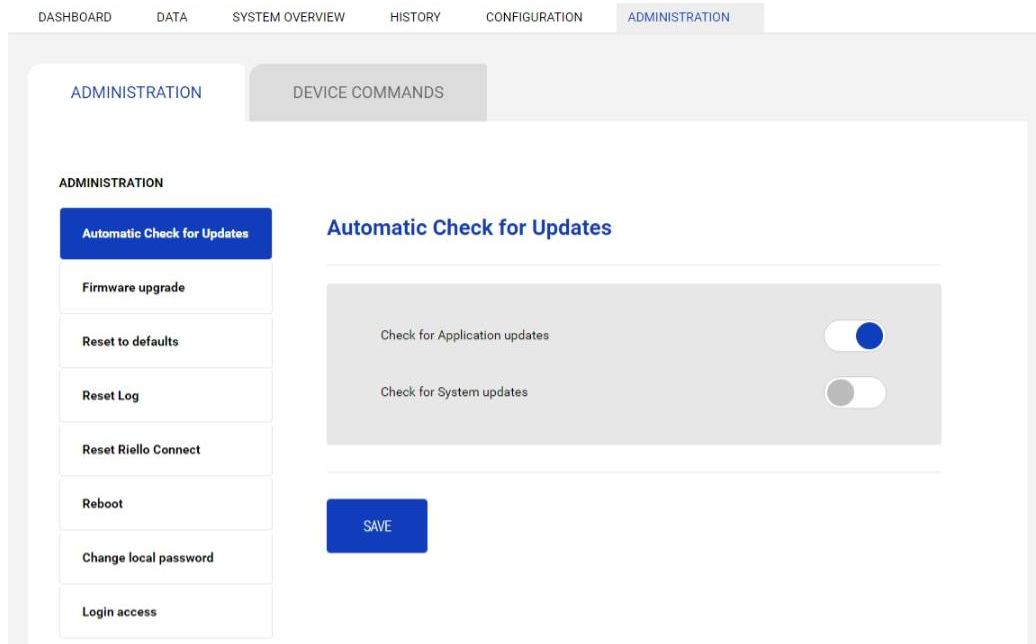 DASHBOARD DATA SYSTEM OVERVIEW HISTORY CONFIGURATION ADMINISTRATION
ADMINISTRATION DEVICE COMMANDS
ADMINISTRATION
Automatic Check for Updates
Firmware upgrade
Reset to defaults
Reset Log
Reset Riello Connect
Reboot
Change local password
Login access
Automatic Check for Updates
Check for Application updates
Check for System updates
SAVE